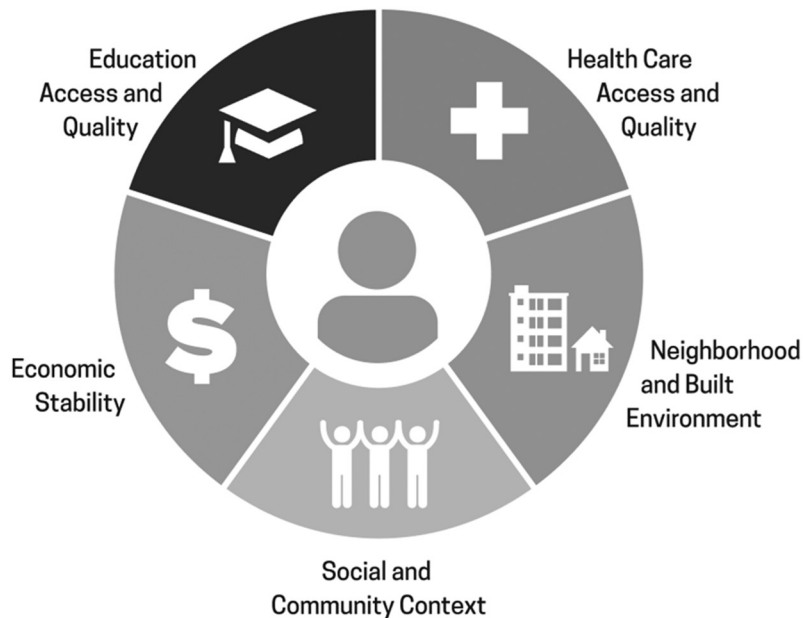 Education
Access and
Quality
Health Care
Access and
Quality
Economic
Stability
Neighborhood
and Built
Environment
Social and
Community Context